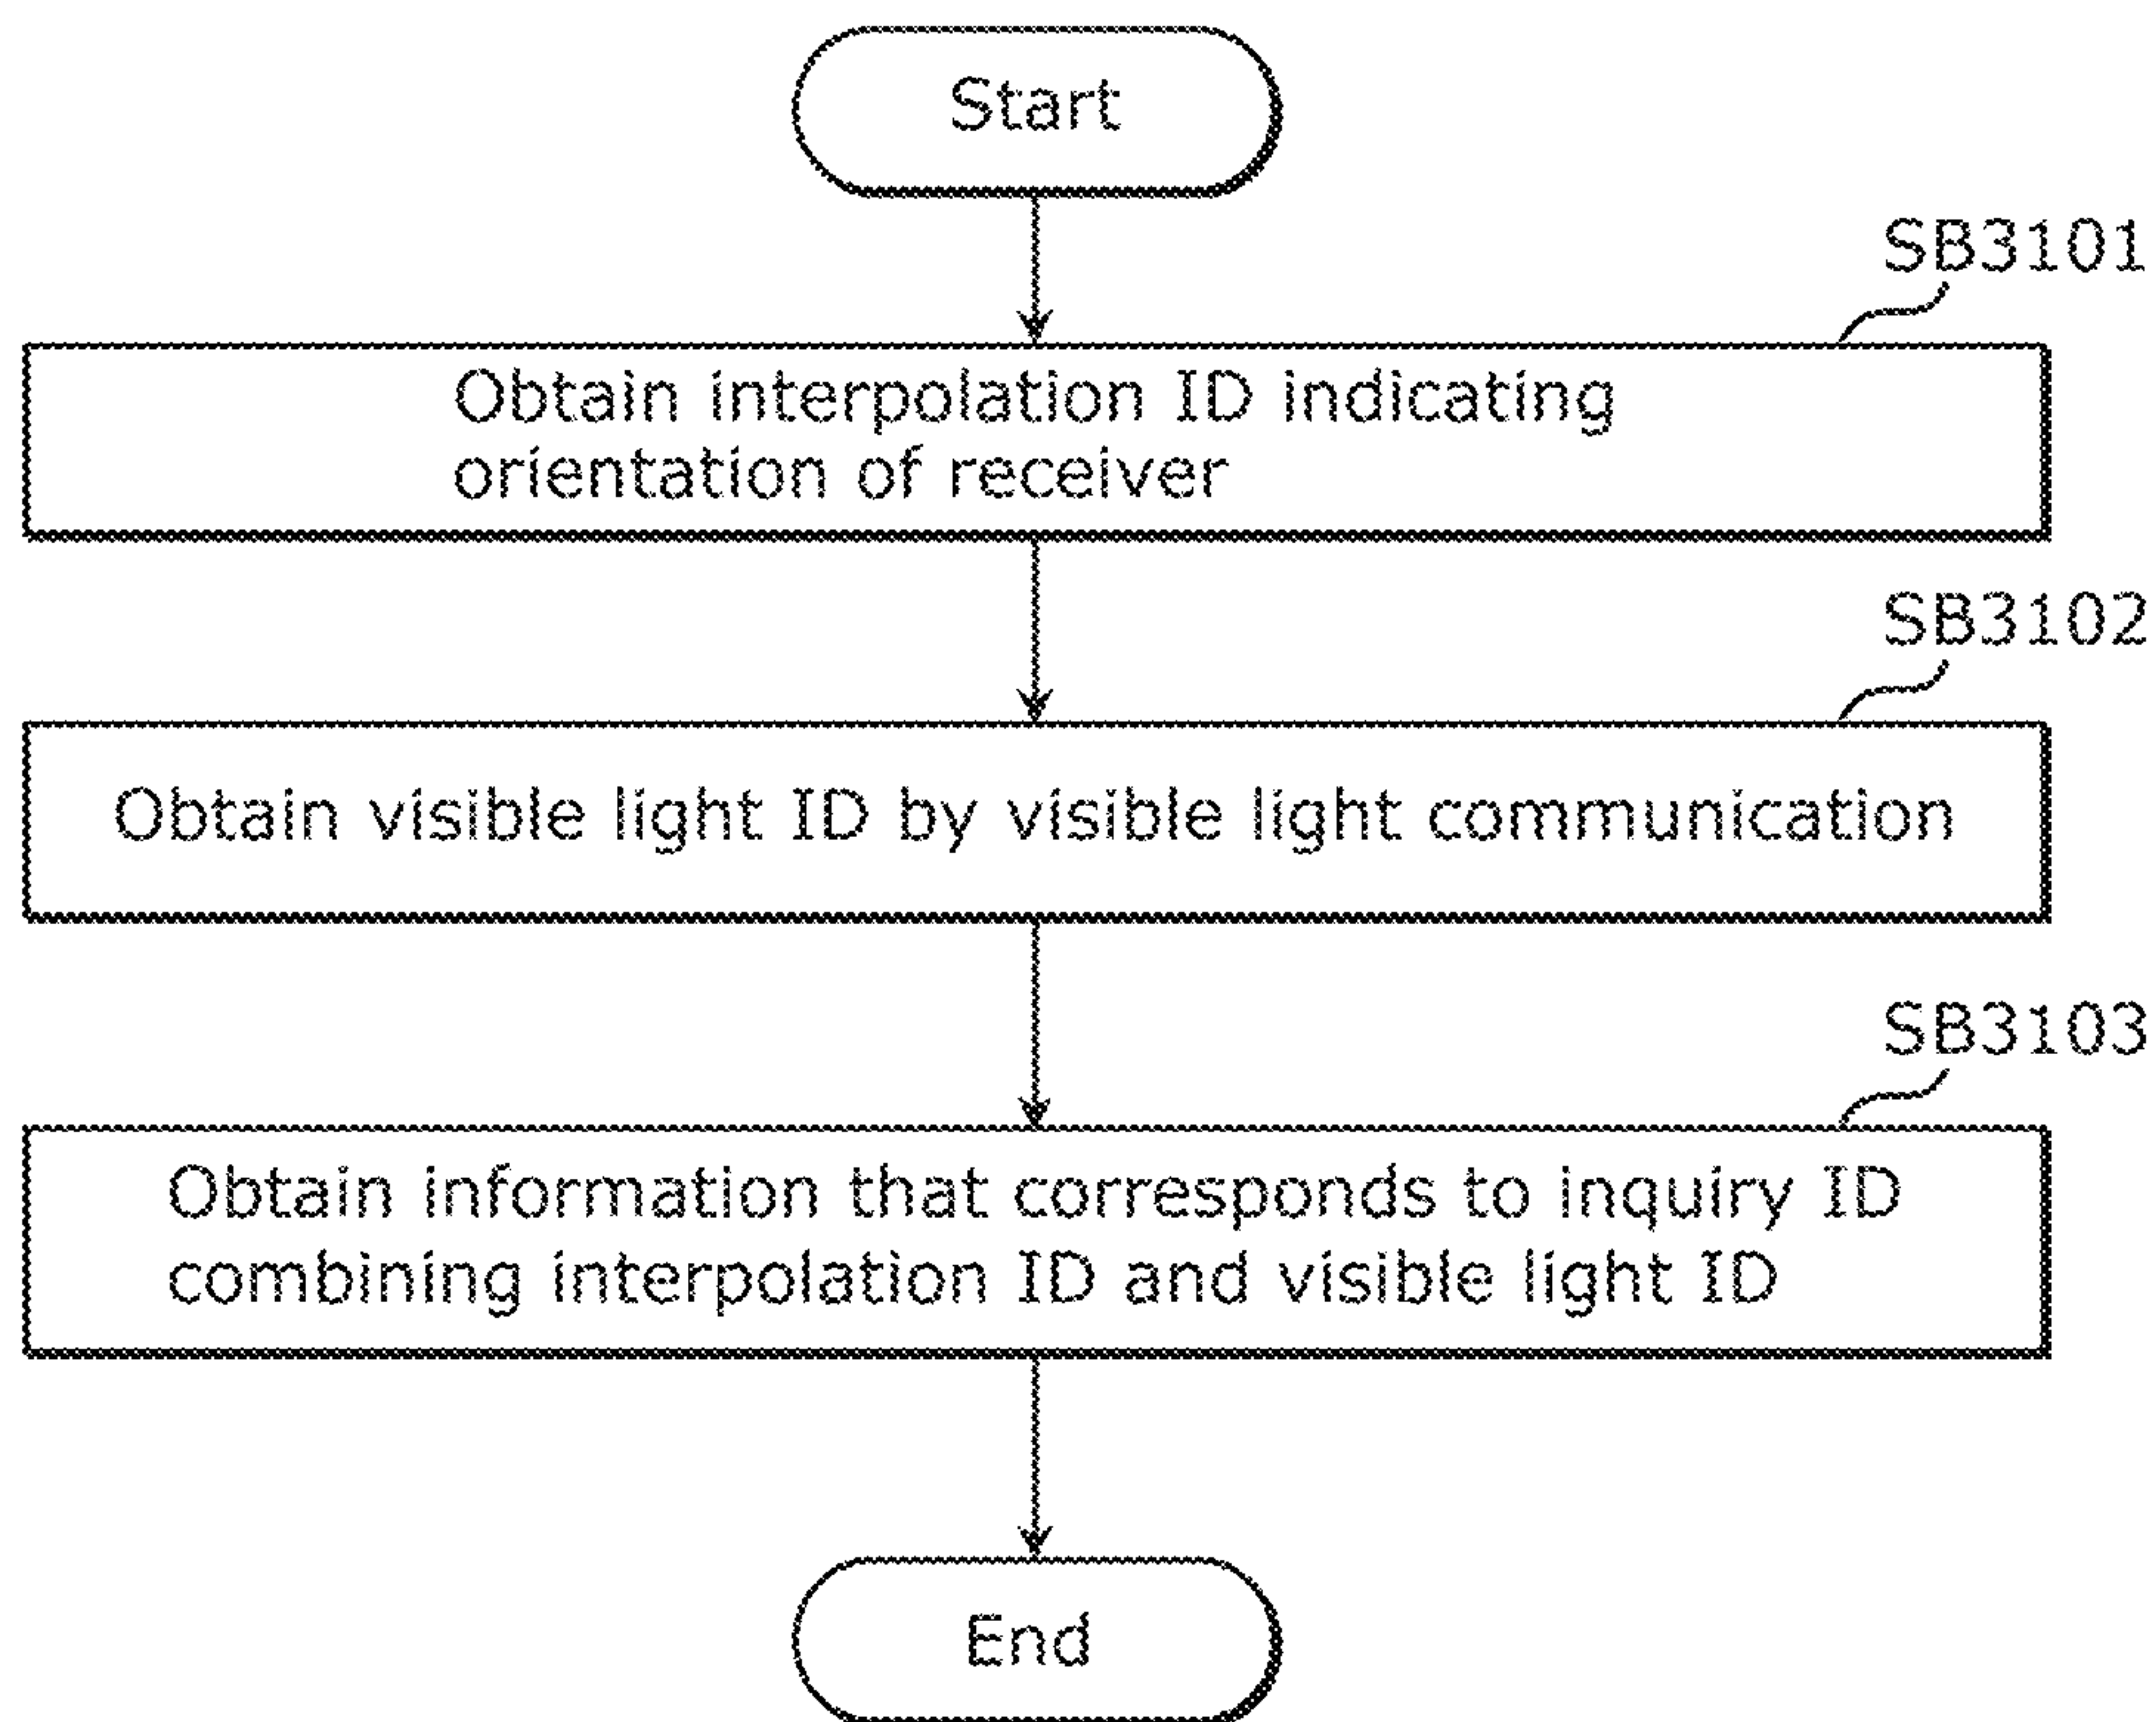 Start
SB3101
Obtain interpolation ID indicating
orientation of receiver
SB3102
Obtain visible light ID by visible light communication
SB3103
Obtain information that corresponds to inquiry ID
combining interpolation ID and visible light ID
End